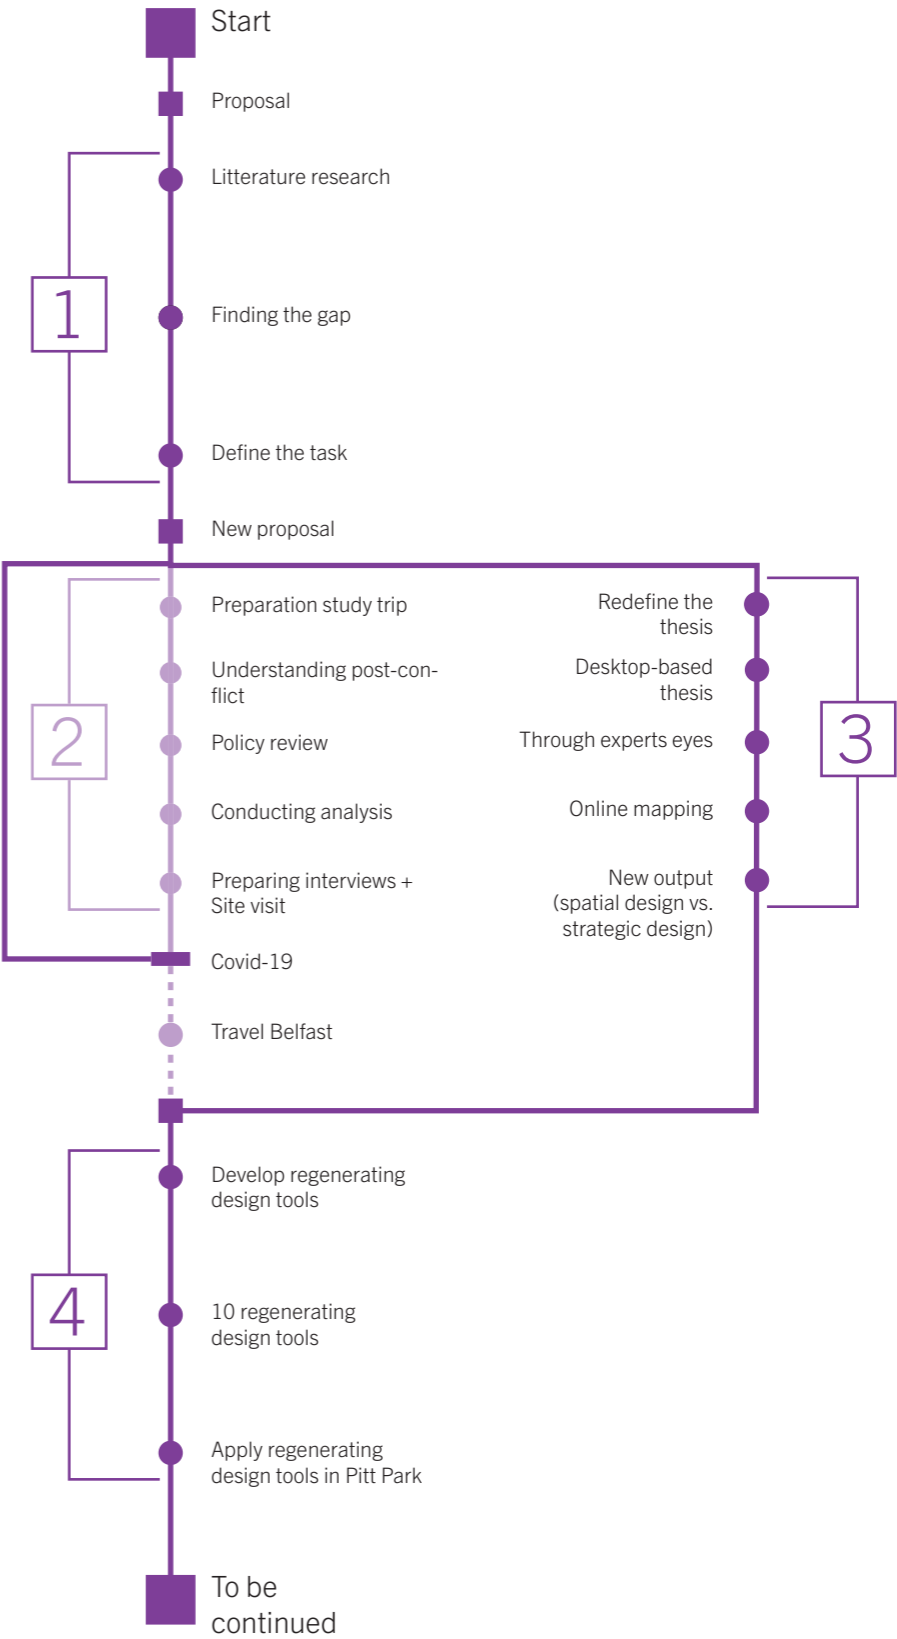 Start
Proposal
Litterature research
1
Finding the gap
Define the task
New proposal
2
Preparation study trip
Understanding post-con-
flict
Policy review
Conducting analysis
Preparing interviews +
Site visit
Covid-19
Travel Belfast
3
Redefine the
thesis
Desktop-based
thesis
Through experts eyes
Online mapping
New output
(spatial design vs.
strategic design)
4
Develop regenerating
design tools
10 regenerating
design tools
Apply regenerating
design tools in Pitt Park
To be
continued